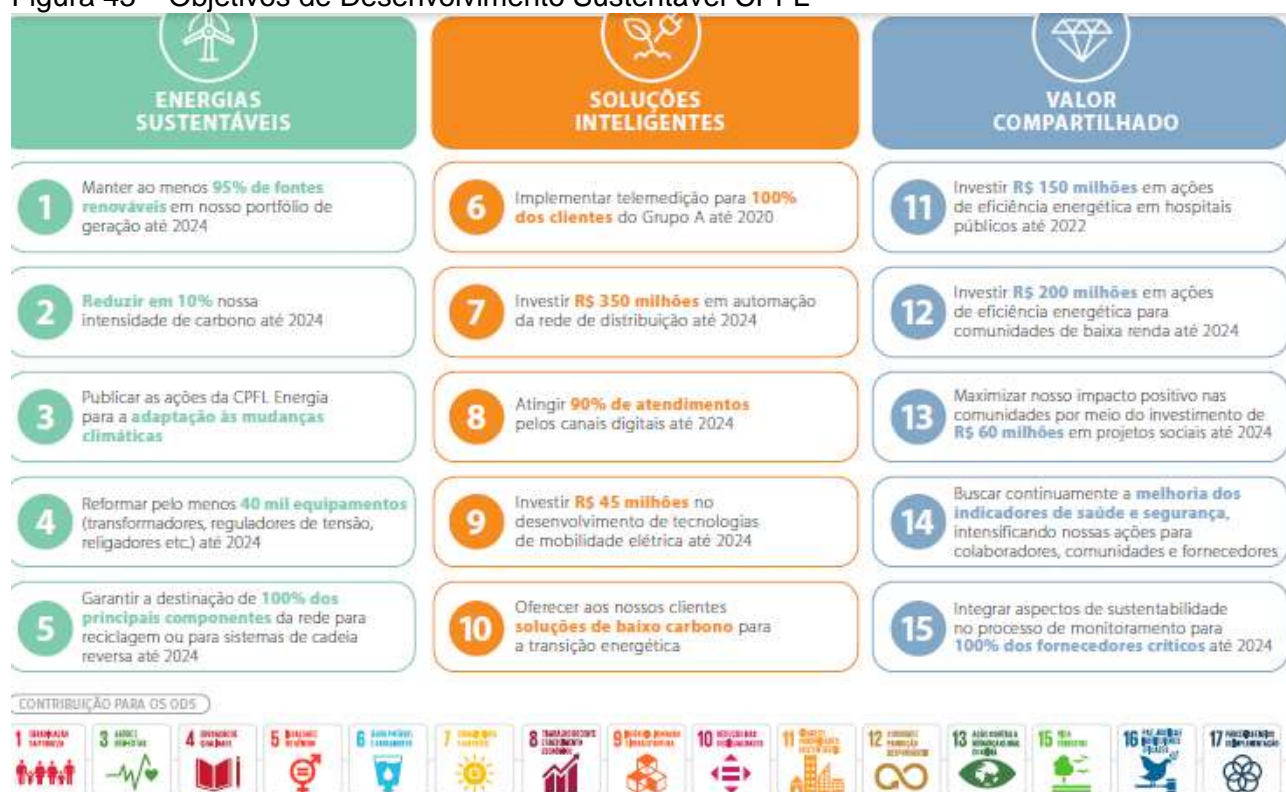 Figura 45 – Objetivos de Desenvolvimento Sustentável CPFL
ENERGIAS
SUSTENTÁVEIS
1
Manter ao menos 95% de fontes
renováveis em nosso portfólio de
geração até 2024
2
Reduzir em 10% nossa
intensidade de carbono até 2024
3
Publicar as ações da CPFL Energia
para a adaptação às mudanças
climáticas
4
Reformar pelo menos 40 mil equipamentos
(transformadores, reguladores de tensão,
religadores etc.) até 2024
5
Garantir a destinação de 100% dos
principais componentes da rede para
reciclagem ou para sistemas de cadeia
reversa até 2024
SOLUÇÕES
INTELIGENTES
6
Implementar telemedição para 100%
dos clientes do Grupo A até 2020
7
Investir R$ 350 milhões em automação
da rede de distribuição até 2024
8
Atingir 90% de atendimentos
pelos canais digitais até 2024
9
Investir R$ 45 milhões no
desenvolvimento de tecnologias
de mobilidade elétrica até 2024
10
Oferecer aos nossos clientes
soluções de baixo carbono para
a transição energética
VALOR
COMPARTILHADO
11
Investir R$ 150 milhões em ações
de eficiência energética em hospitais
públicos até 2022
12
Investir R$ 200 milhões em ações
de eficiência energética para
comunidades de baixa renda até 2024
13
Maximizar nosso impacto positivo nas
comunidades por meio do investimento de
R$ 60 milhões em projetos sociais até 2024
14
Buscar continuamente a melhoria dos
indicadores de saúde e segurança,
intensificando nossas ações para
colaboradores, comunidades e fornecedores
15
Integrar aspectos de sustentabilidade
no processo de monitoramento para
100% dos fornecedores críticos até 2024
CONTRIBUIÇÃO PARA OS ODS
1
3
4
5
6
7
8
9
10
11
12
13
15
16
17